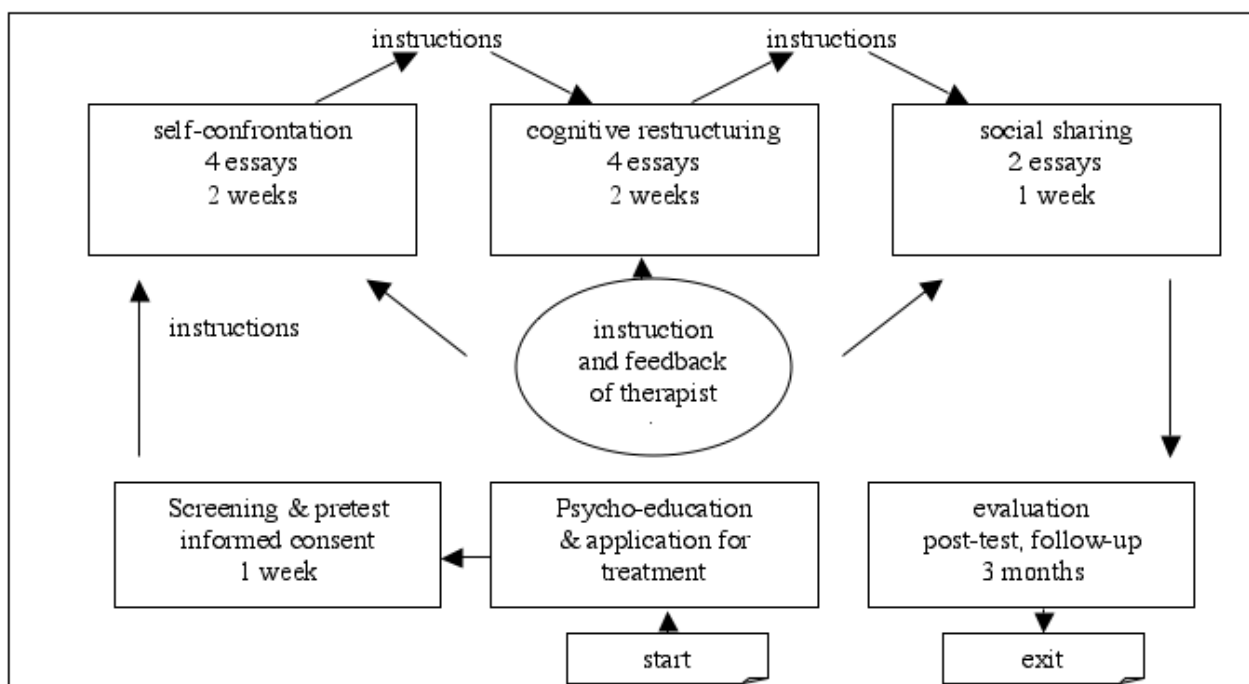 instructions
instructions
self-confrontation
4 essays
2 weeks
cognitive restructuring
4 essays
2 weeks
social sharing
2 essays
1 week
instructions
instruction
and feedback
of therapist
.
Screening & pretest
informed consent
1 week
Psycho-education
& application for
treatment
evaluation
post-test, follow-up
3 months
start
exit